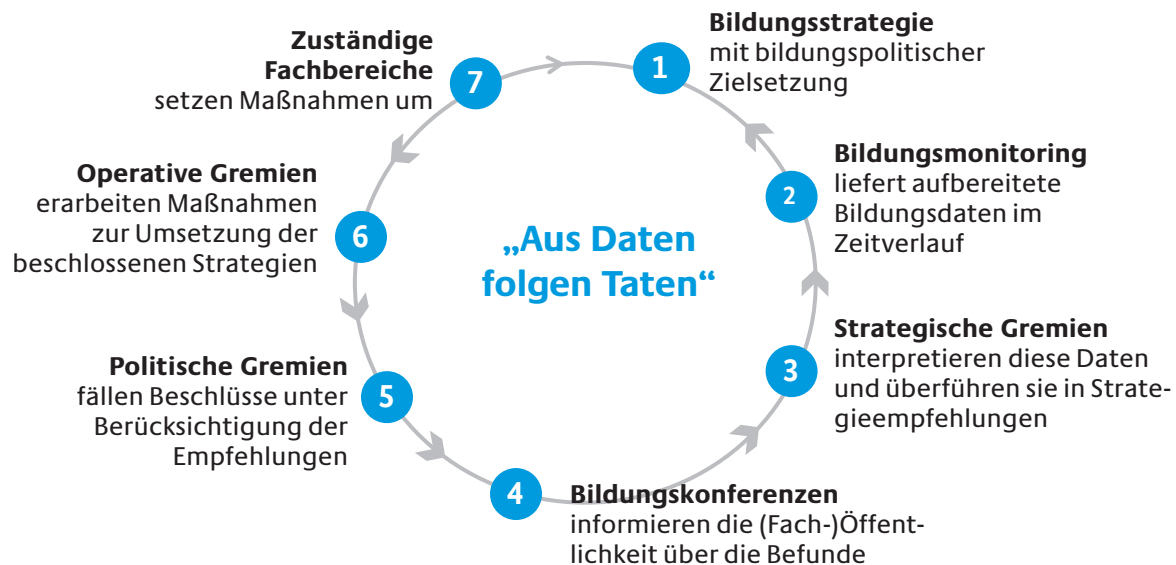 1
Bildungsstrategie
mit bildungspolitischer
Zielsetzung
2
Bildungsmonitoring
liefert aufbereitete
Bildungsdaten im
Zeitverlauf
3
Strategische Gremien
interpretieren diese Daten
und überführen sie in Strate-
gieempfehlungen
4
Bildungskonferenzen
informieren die (Fach-)Öffent-
lichkeit über die Befunde
5
Politische Gremien
fällen Beschlüsse unter
Berücksichtigung der
Empfehlungen
6
Operative Gremien
erarbeiten Maßnahmen
zur Umsetzung der
beschlossenen Strategien
7
Zuständige
Fachbereiche
setzen Maßnahmen um
„Aus Daten
folgen Taten“